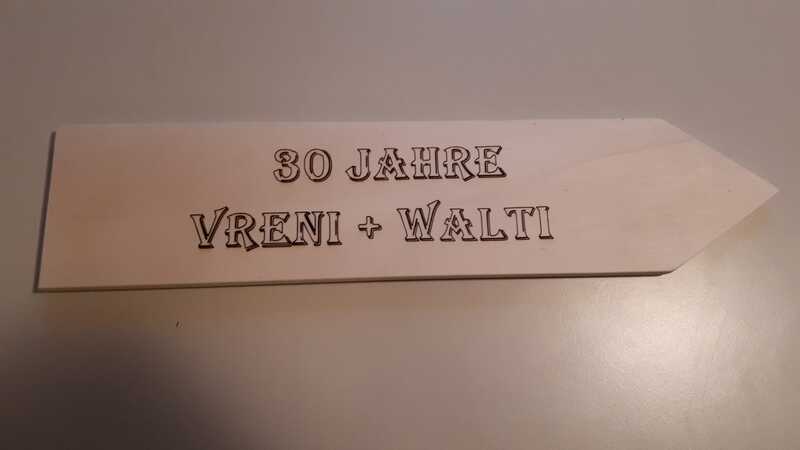 30 JAHRE
VRENI + WALTI